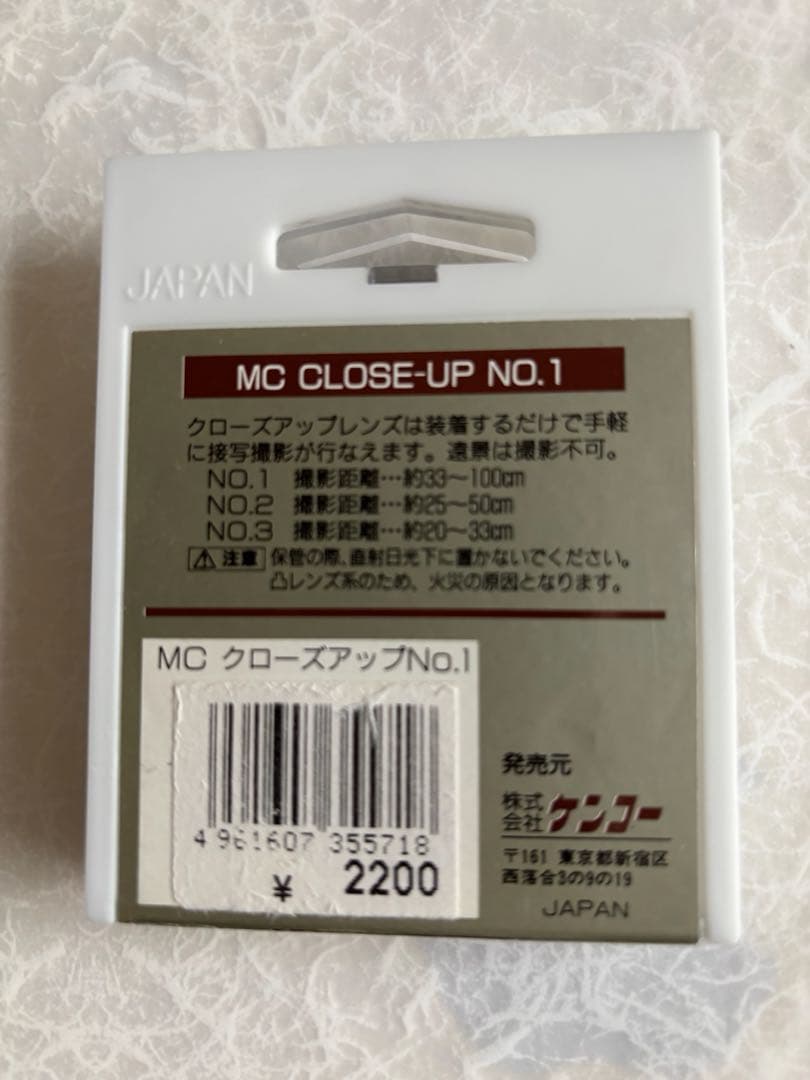 JAPAN
MC CLOSE-UP NO.1
クローズアップレンズは装着するだけで手軽
に接写撮影が行なえます。遠景は撮影不可。
NO.1 撮影距離…約33〜100cm
NO.2 撮影距離…約25〜50cm
NO.3 撮影距離…約20〜33cm
⚠注意 保管の際、直射日光下に置かないでください。
凸レンズ系のため、火災の原因となります。
MC クローズアップNo.1
4 961607 355718
¥ 2200
発売元
株式会社 ケンコー
〒161 東京都新宿区
西落合3の9の19
JAPAN